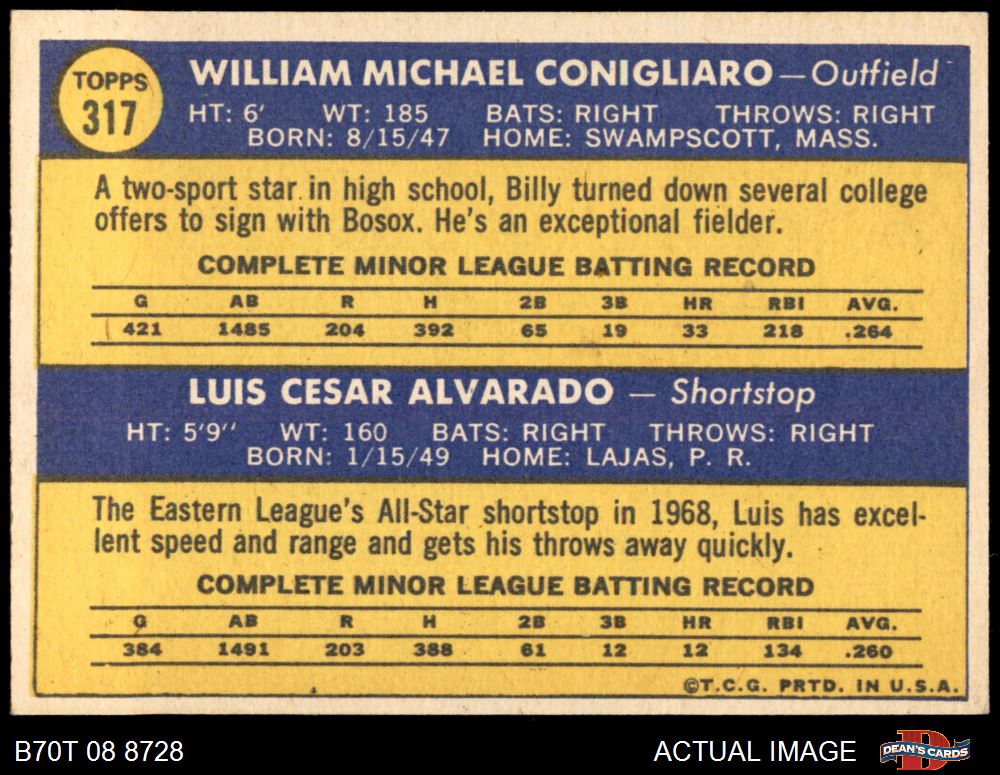 TOPPS
317
WILLIAM MICHAEL CONIGLIARO — Outfield
HT: 6' WT: 185 BATS: RIGHT THROWS: RIGHT
BORN: 8/15/47 HOME: SWAMPSCOTT, MASS.
A two-sport star in high school, Billy turned down several college
offers to sign with Bosox. He's an exceptional fielder.
COMPLETE MINOR LEAGUE BATTING RECORD
G AB R H 2B 3B HR RBI AVG.
421 1485 204 392 65 19 33 218 .264
LUIS CESAR ALVARADO — Shortstop
HT: 5'9" WT: 160 BATS: RIGHT THROWS: RIGHT
BORN: 1/15/49 HOME: LAJAS, P. R.
The Eastern League's All-Star shortstop in 1968, Luis has excel-
lent speed and range and gets his throws away quickly.
COMPLETE MINOR LEAGUE BATTING RECORD
G AB R H 2B 3B HR RBI AVG.
384 1491 203 388 61 12 12 134 .260
©T.C.G. PRTD. IN U.S.A.
B70T 08 8728 ACTUAL IMAGE DEAN'S CARDS